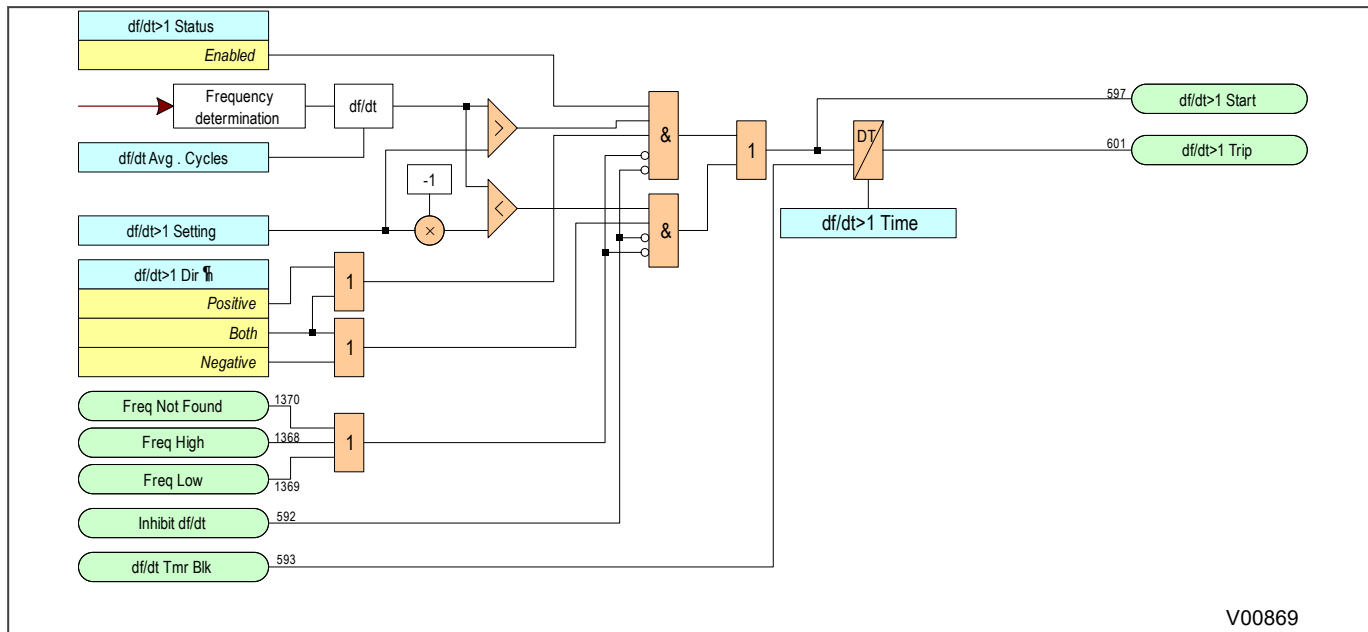 df/dt>1 Status
Enabled
Frequency
determination
df/dt
df/dt Avg . Cycles
-1
×
>
<
df/dt>1 Setting
df/dt>1 Dir ¶n
Positive
Both
Negative
1
1
Freq Not Found
1370
Freq High
1368
Freq Low
1369
1
Inhibit df/dt
592
df/dt Tmr Blk
593
&
&
1
DT
df/dt>1 Time
597
df/dt>1 Start
601
df/dt>1 Trip
V00869